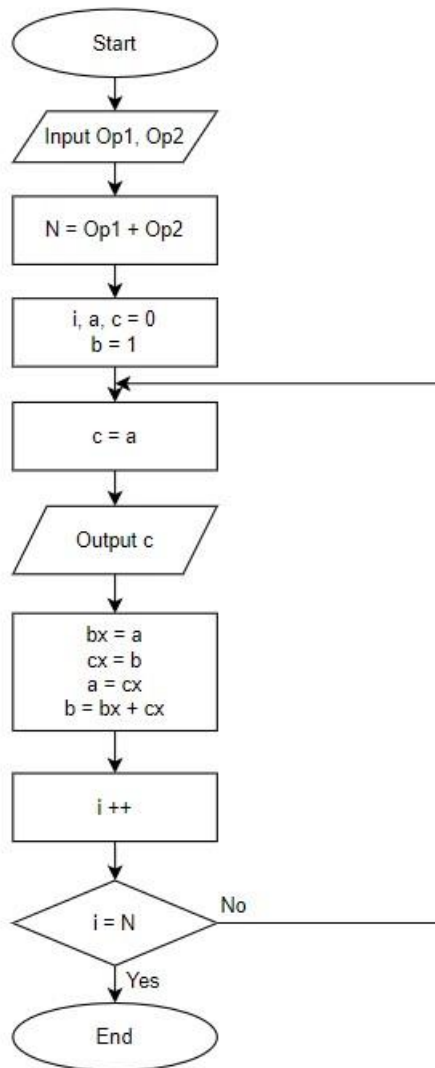 Start
Input Op1, Op2
N = Op1 + Op2
i, a, c = 0
b = 1
c = a
Output c
bx = a
cx = b
a = cx
b = bx + cx
i ++
i = N
No
Yes
End